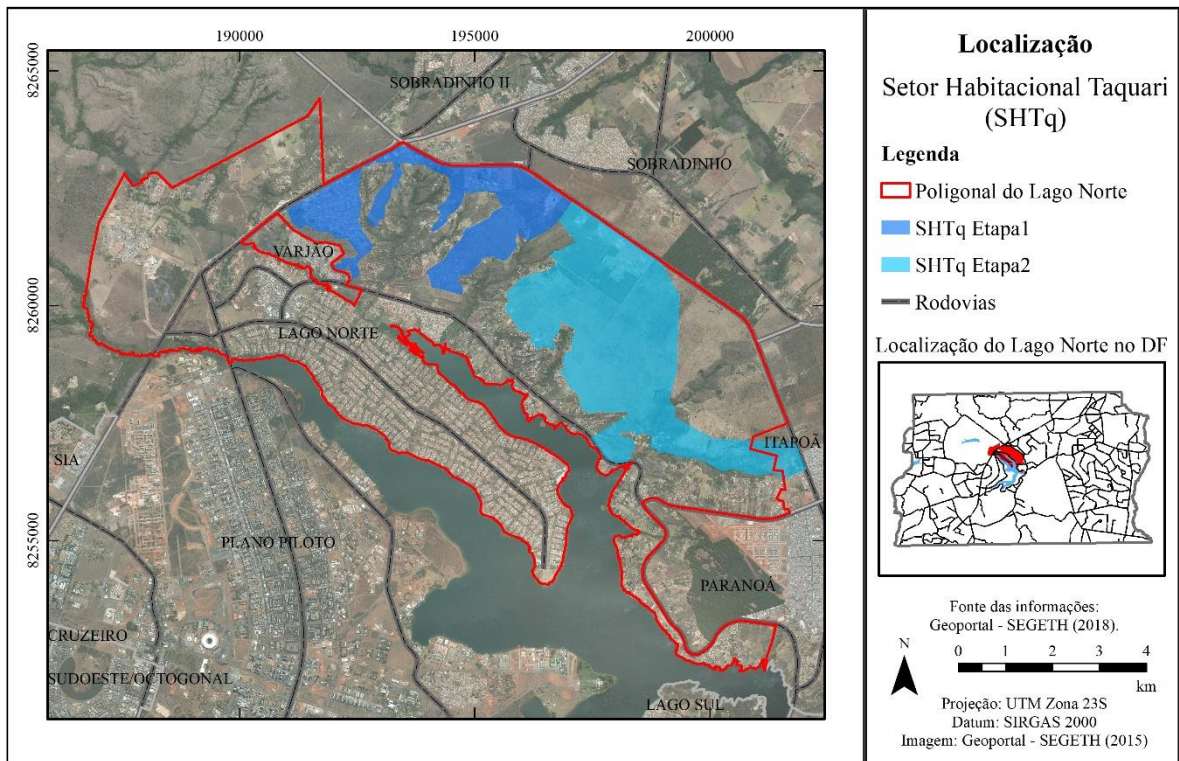 190000
195000
200000
8265000
8260000
8255000
SOBRADINHO II
SOBRADINHO
VARJÃO
LAGO NORTE
ITAPOÃ
SIA
PLANO PILOTO
PARANOÁ
CRUZEIRO
SUDOESTE/OCTOGONAL
LAGO SUL
Localização
Setor Habitacional Taquari
(SHTq)
Legenda
Poligonal do Lago Norte
SHTq Etapa1
SHTq Etapa2
Rodovias
Localização do Lago Norte no DF
Fonte das informações:
Geoportal - SEGETH (2018).
N
0 1 2 3 4
km
Projeção: UTM Zona 23S
Datum: SIRGAS 2000
Imagem: Geoportal - SEGETH (2015)